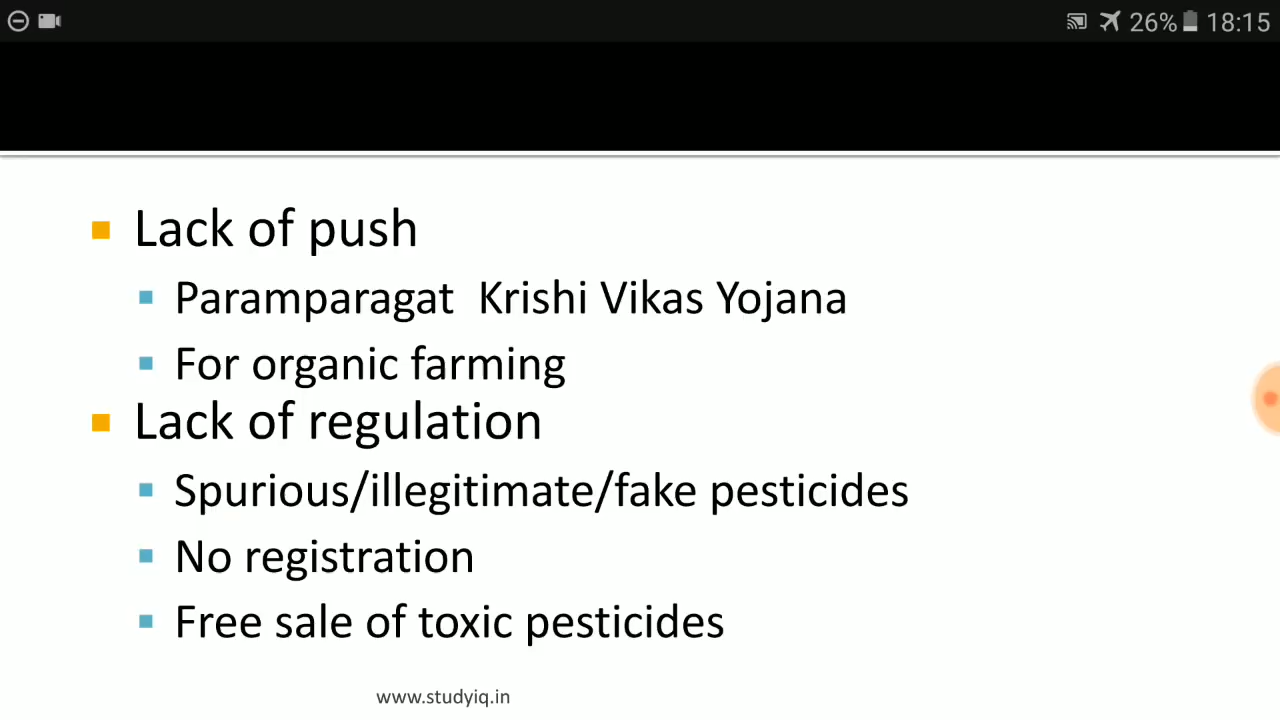 26% 18:15
Lack of push
Paramparagat Krishi Vikas Yojana
For organic farming
Lack of regulation
Spurious/illegitimate/fake pesticides
No registration
Free sale of toxic pesticides
www.studyiq.in